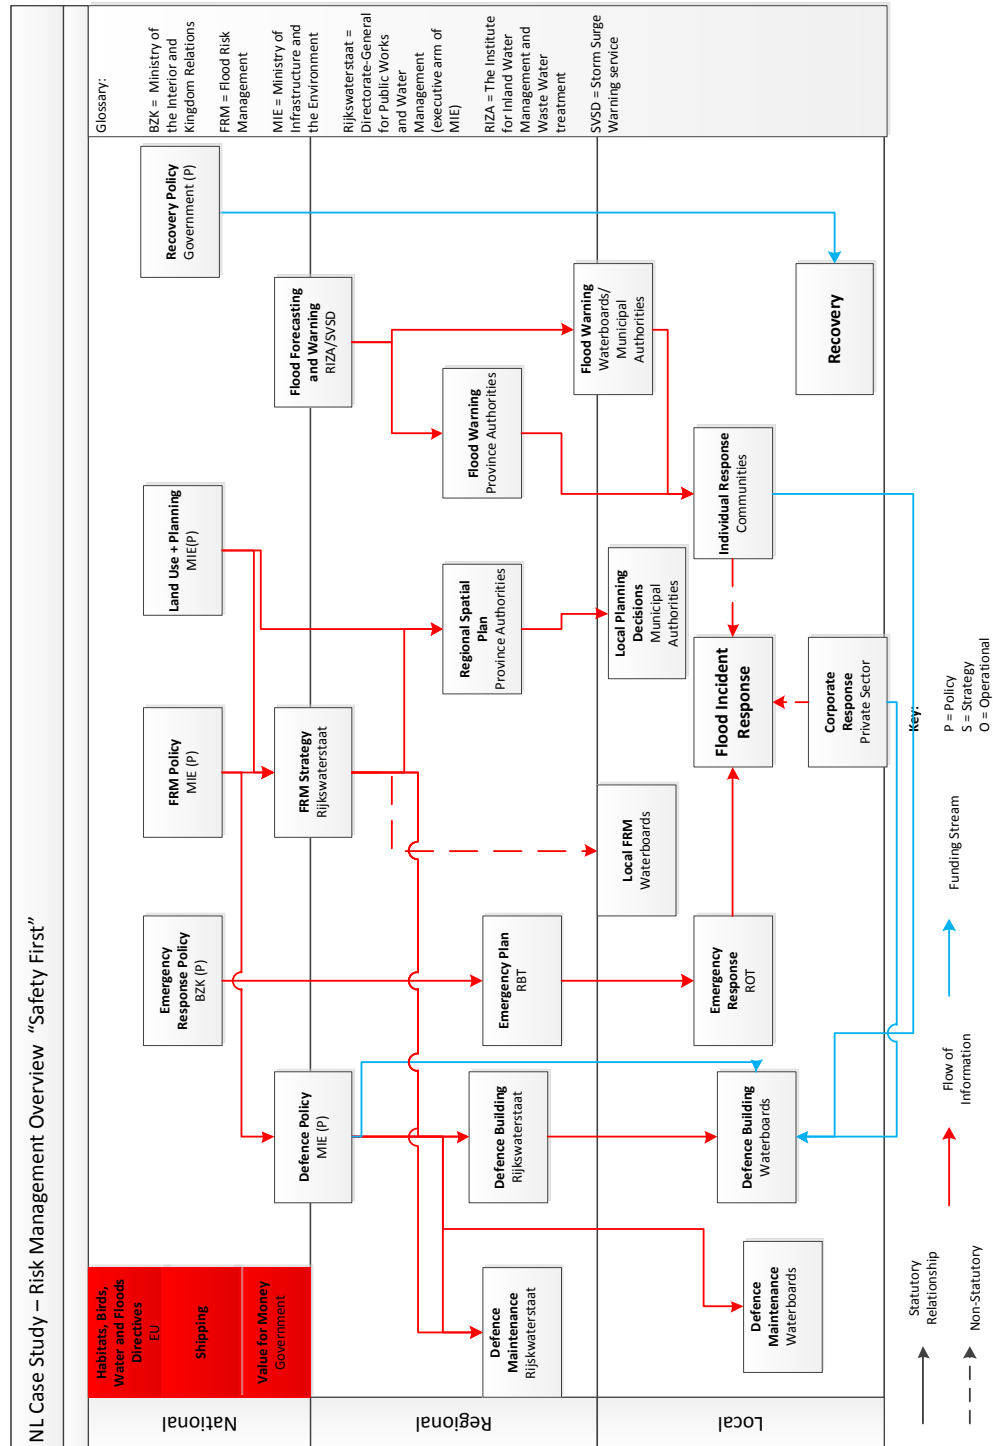 NL Case Study – Risk Management Overview  “Safety First”
National
Regional
Local
Habitats, Birds,
Water and Floods
Directives
EU
Shipping
Value for Money
Government
Emergency
Response Policy
BZK (P)
FRM Policy
MIE (P)
Land Use + Planning
MIE(P)
Recovery Policy
Government (P)
Defence Policy
MIE (P)
FRM Strategy
Rijkswaterstaat
Flood Forecasting
and Warning
RIZA/SVSD
Defence
Maintenance
Rijskwaterstaat
Defence Building
Rijkswaterstaat
Emergency Plan
RBT
Regional Spatial
Plan
Province Authorities
Flood Warning
Province Authorities
Flood Warning
Waterboards/
Municipal
Authorities
Local FRM
Waterboards
Local Planning
Decisions
Municipal
Authorities
Defence
Maintenance
Waterboards
Defence Building
Waterboards
Emergency
Response
ROT
Flood Incident
Response
Individual Response
Communities
Corporate
Response
Private Sector
Recovery
Glossary:
BZK =  Ministry of
the Interior and
Kingdom Relations
FRM = Flood Risk
Management
MIE = Ministry of
Infrastructure and
the Environment
Rijkswaterstaat =
Directorate-General
for Public Works
and Water
Management
(executive arm of
MIE)
RIZA = The Institute
for Inland Water
Management and
Waste Water
treatment
SVSD = Storm Surge
Warning service
Statutory
Relationship
Non-Statutory
Flow of
Information
Funding Stream
Key:
P = Policy
S = Strategy
O = Operational